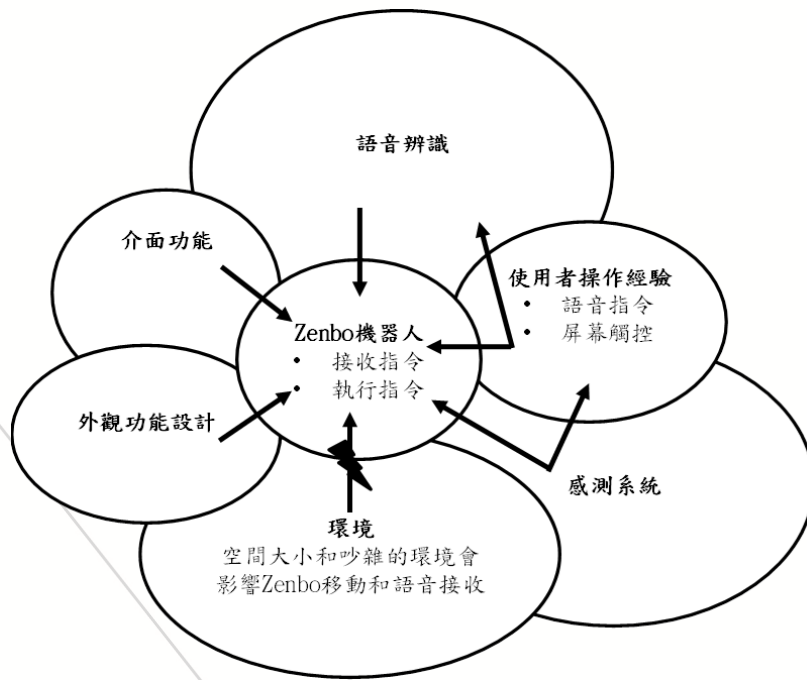 語音辨識
介面功能
使用者操作經驗
• 語音指令
• 屏幕觸控
Zenbo機器人
• 接收指令
• 執行指令
外觀功能設計
感測系統
環境
空間大小和吵雜的環境會
影響Zenbo移動和語音接收